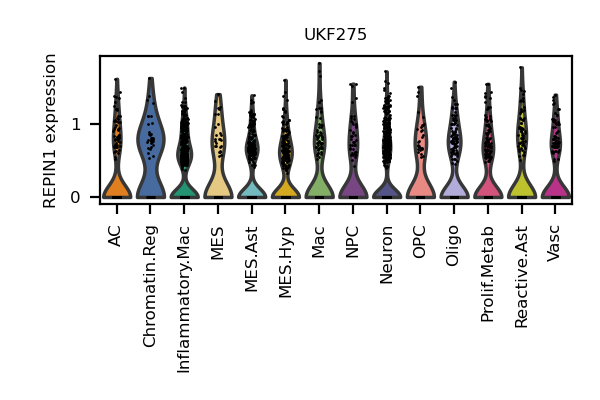 UKF275
REPIN1 expression
1
0
AC
Chromatin.Reg
Inflammatory.Mac
MES
MES.Ast
MES.Hyp
Mac
NPC
Neuron
OPC
Oligo
Prolif.Metab
Reactive.Ast
Vasc